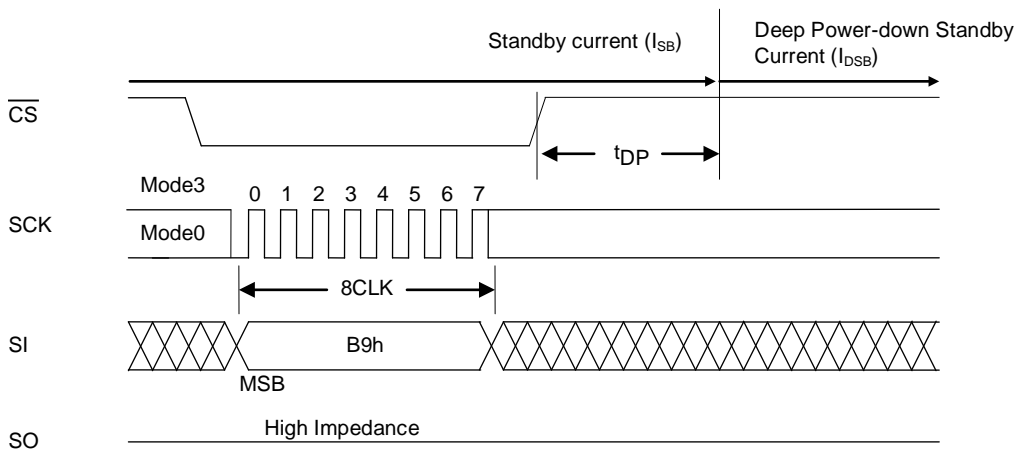 Standby current (ISB)
Deep Power-down Standby
Current (IDSB)
CS
tDP
Mode3
0 1 2 3 4 5 6 7
SCK
Mode0
8CLK
SI
B9h
MSB
High Impedance
SO